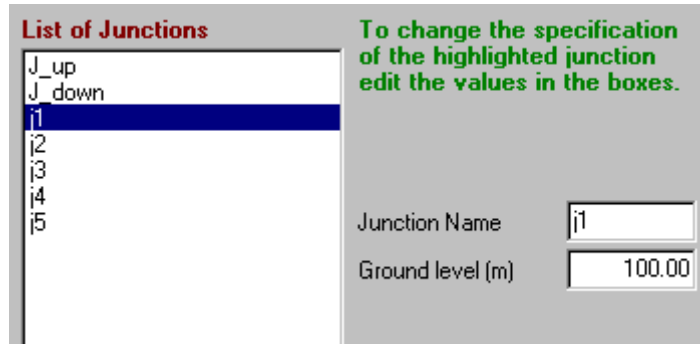 List of Junctions
J_up
J_down
j1
j2
j3
j4
j5
To change the specification
of the highlighted junction
edit the values in the boxes.
Junction Name j1
Ground level (m) 100.00